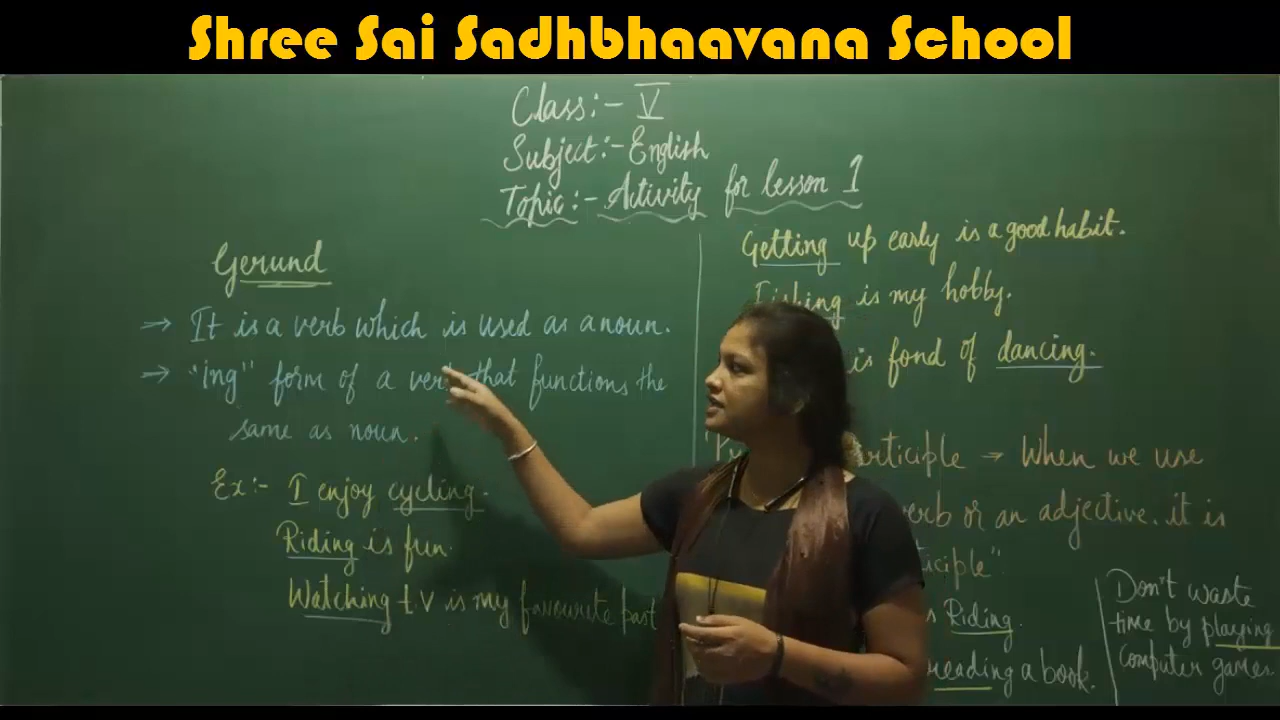 Shree Sai Sadhbhaavana School
Class:- V
Subject:- English
Topic:- Activity for lesson 1
Gerund
→ It is a verb which is used as a noun.
→ "ing" form of a verb that functions the
same as noun.
Ex:- I enjoy cycling.
Riding is fun.
Watching t.v is my favourite past
Getting up early is a good habit.
Fishing is my hobby.
is fond of dancing.
→ When we use
verb or an adjective. it is
Riding.
reading a book.
Don't waste
time by playing
computer games.